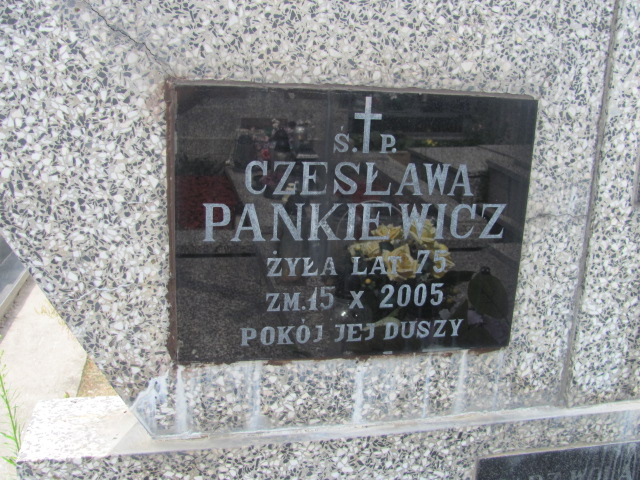 S. P.
CZESŁAWA
PANKIEWICZ
ŻYŁA LAT 75
ZM. 15 X 2005
POKÓJ JEJ DUSZY